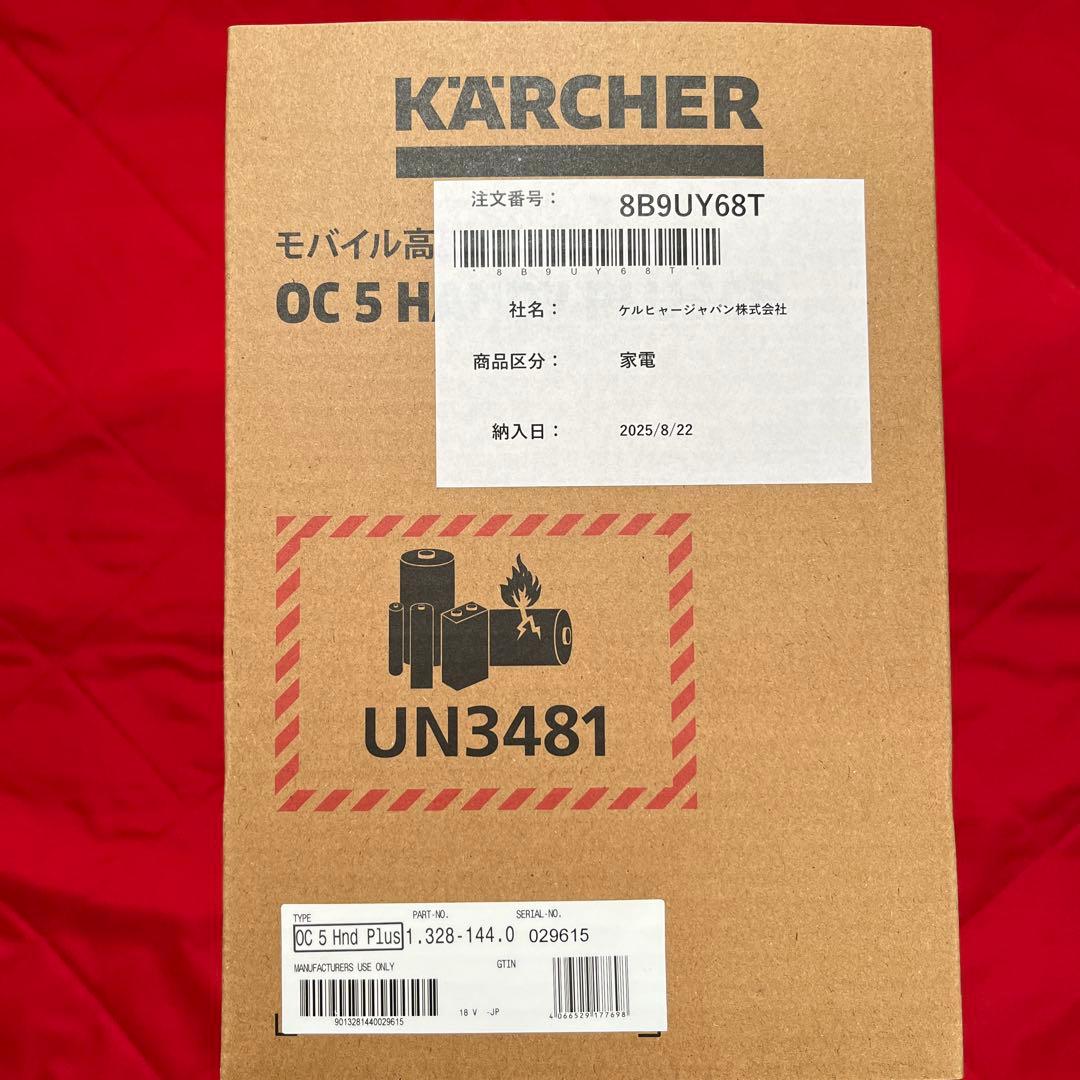 KÄRCHER
注文番号: 8B9UY68T
*8B9UY68T*
モバイル高
OC 5 HA
社名: ケルヒャージャパン株式会社
商品区分: 家電
納入日: 2025/8/22
UN3481
TYPE PART-NO. SERIAL-NO.
OC 5 Hnd Plus 1.328-144.0 029615
MANUFACTURERS USE ONLY GTIN
18 V -JP
9013281440029615
4066529177698